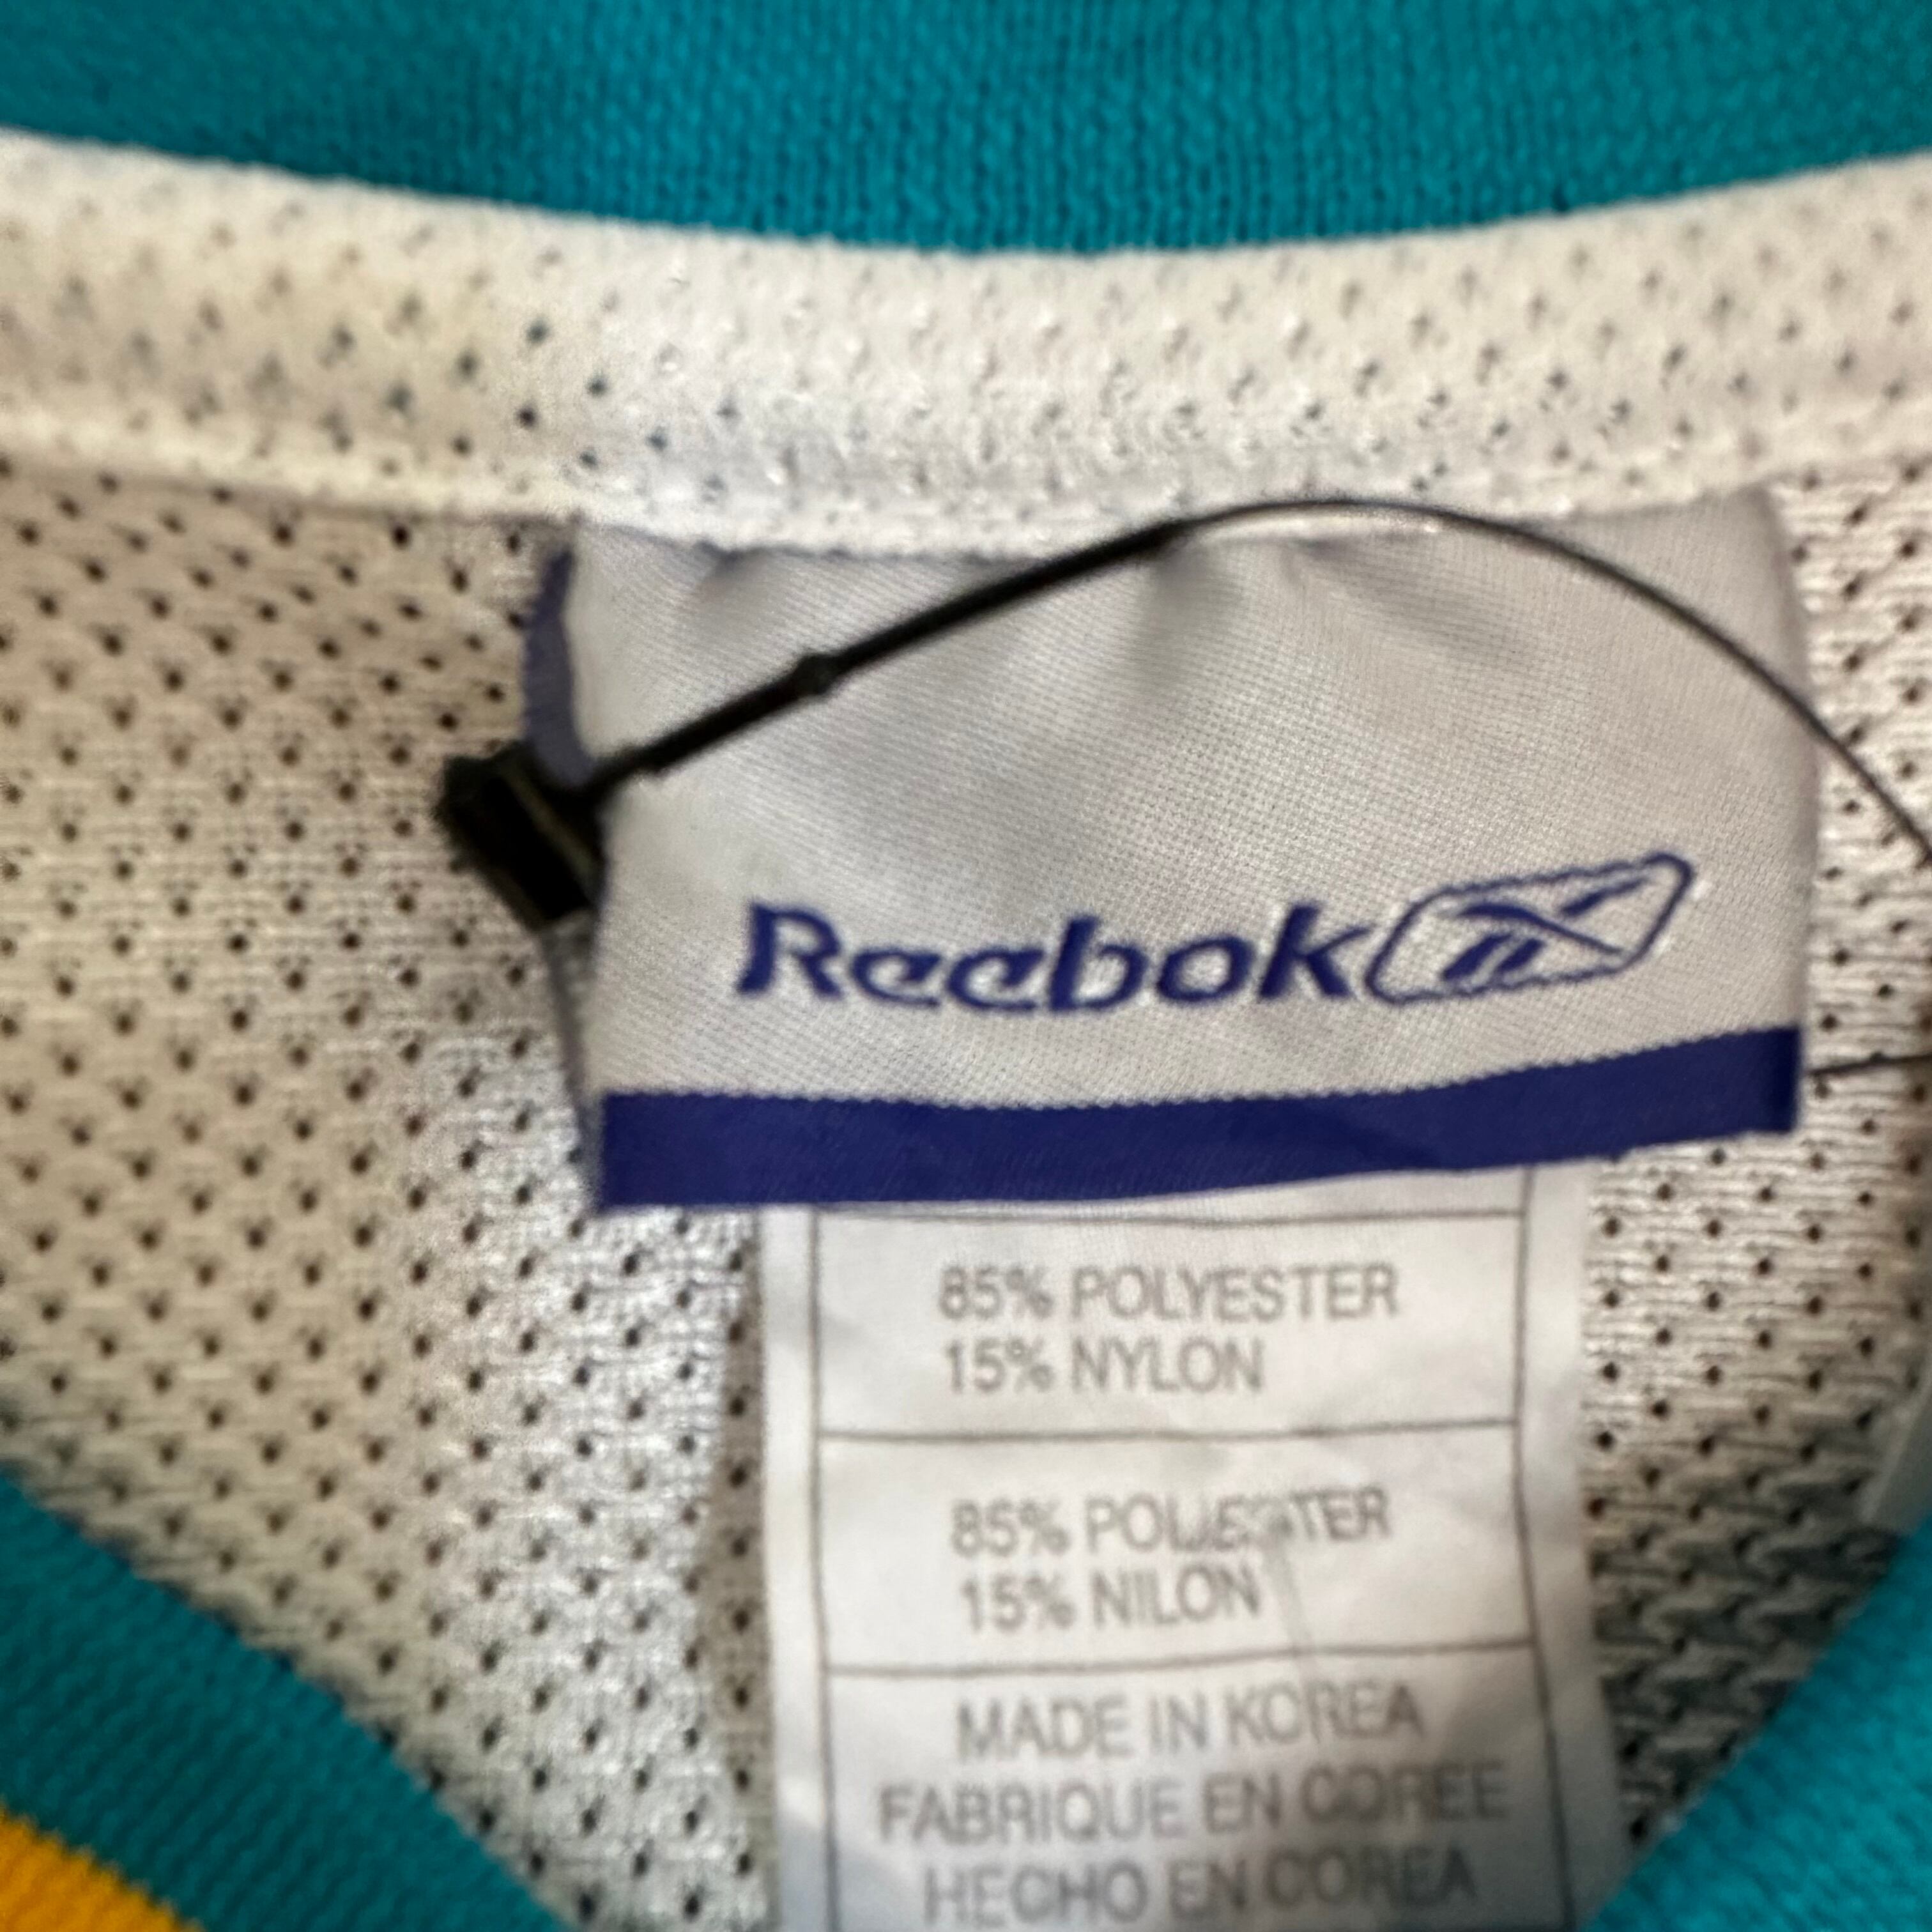 Reebok
85% POLYESTER
15% NYLON
85% POLIESTER
15% NILON
MADE IN KOREA
FABRIQUE EN COREE
HECHO EN COREA